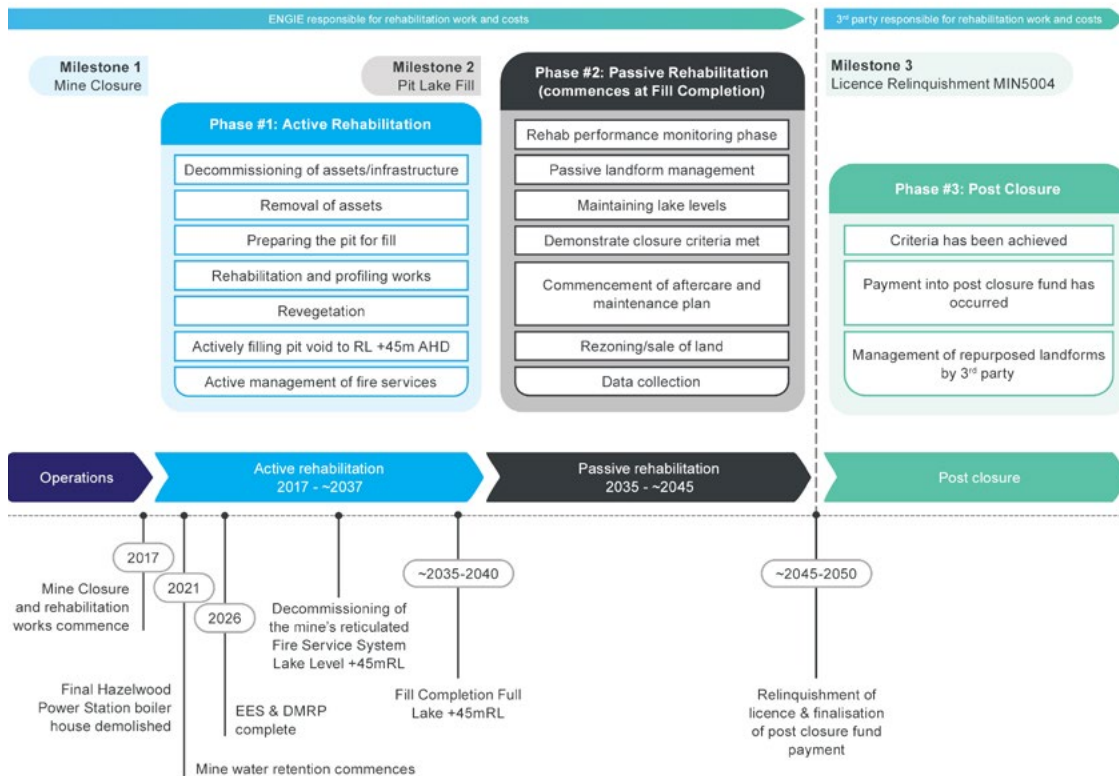 ENGIE responsible for rehabilitation work and costs
3rd party responsible for rehabilitation work and costs
Milestone 1
Mine Closure
Milestone 2
Pit Lake Fill
Phase #2: Passive Rehabilitation
(commences at Fill Completion)
Milestone 3
Licence Relinquishment MIN5004
Phase #1: Active Rehabilitation
Decommissioning of assets/infrastructure
Removal of assets
Preparing the pit for fill
Rehabilitation and profiling works
Revegetation
Actively filling pit void to RL +45m AHD
Active management of fire services
Rehab performance monitoring phase
Passive landform management
Maintaining lake levels
Demonstrate closure criteria met
Commencement of aftercare and
maintenance plan
Rezoning/sale of land
Data collection
Phase #3: Post Closure
Criteria has been achieved
Payment into post closure fund has
occurred
Management of repurposed landforms
by 3rd party
Operations
Active rehabilitation
2017 - ~2037
Passive rehabilitation
2035 - ~2045
Post closure
2017
Mine Closure
and rehabilitation
works commence
2021
Final Hazelwood
Power Station boiler
house demolished
Mine water retention commences
2026
EES & DMRP
complete
Decommissioning of
the mine's reticulated
Fire Service System
Lake Level +45mRL
~2035-2040
Fill Completion Full
Lake +45mRL
~2045-2050
Relinquishment of
licence & finalisation
of post closure fund
payment